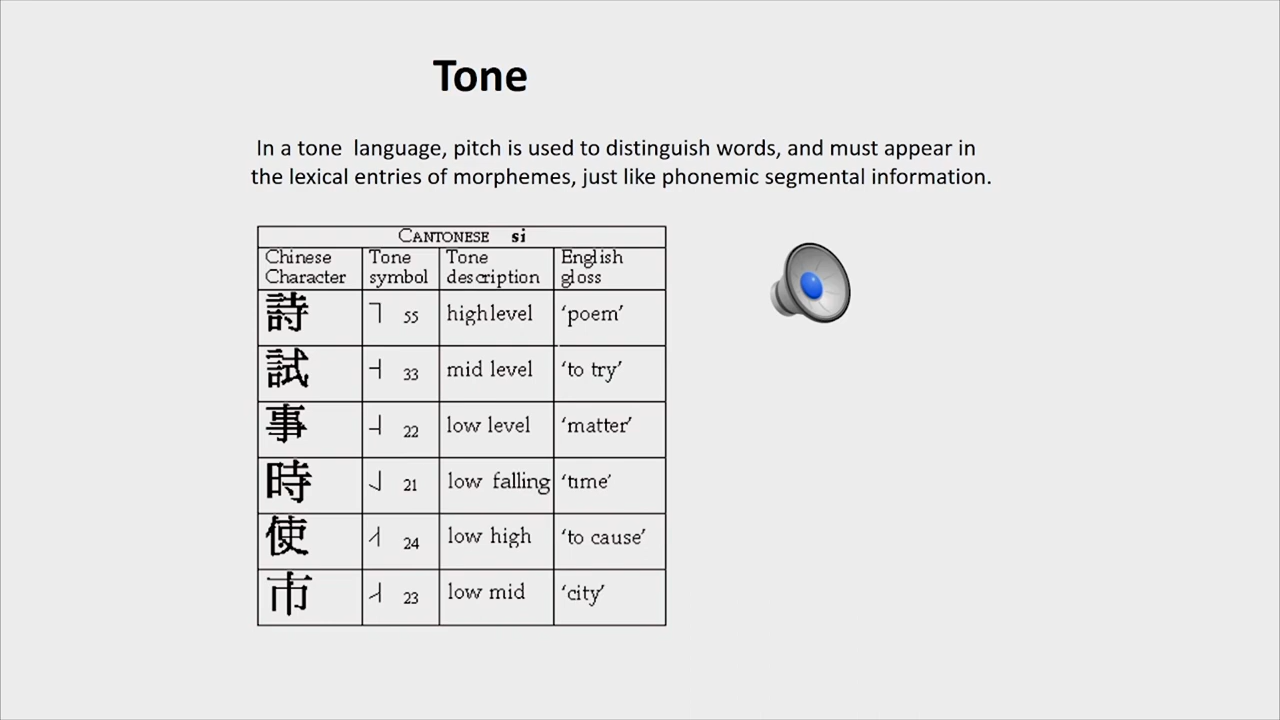 Tone
In a tone language, pitch is used to distinguish words, and must appear in
the lexical entries of morphemes, just like phonemic segmental information.
CANTONESE si
Chinese Character Tone symbol Tone description English gloss
詩 ˥ 55 high level ‘poem’
試 ˧ 33 mid level ‘to try’
事 ˨ 22 low level ‘matter’
時 ˨˩ 21 low falling ‘time’
使 ˨˦ 24 low high ‘to cause’
市 ˨˧ 23 low mid ‘city’